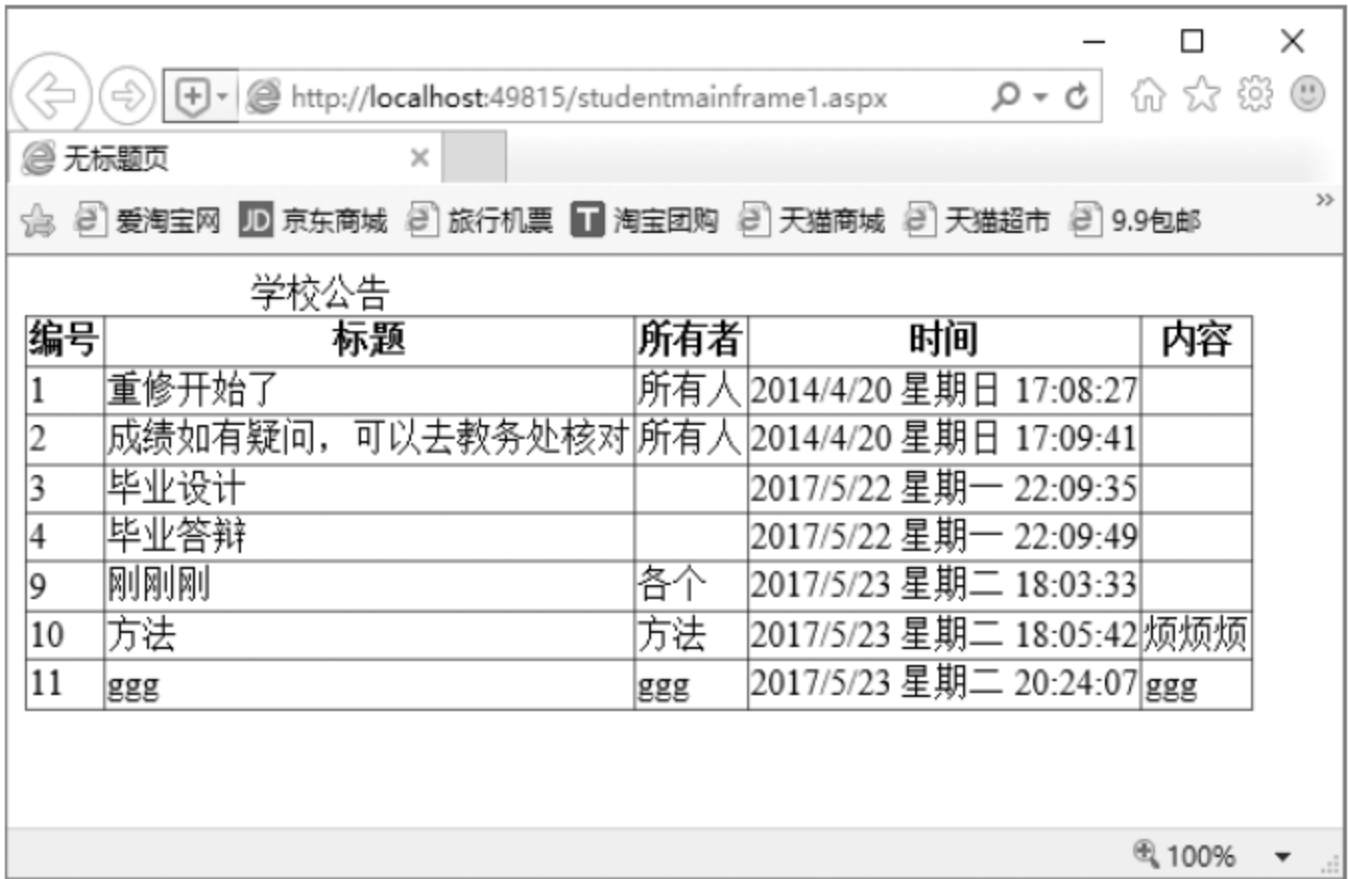 http://localhost:49815/studentmainframe1.aspx
无标题页
爱淘宝网 JD 京东商城 旅行机票 T 淘宝团购 天猫商城 天猫超市 9.9包邮 »
学校公告
编号 标题 所有者 时间 内容
1 重修开始了 所有人 2014/4/20 星期日 17:08:27
2 成绩如有疑问，可以去教务处核对 所有人 2014/4/20 星期日 17:09:41
3 毕业设计 2017/5/22 星期一 22:09:35
4 毕业答辩 2017/5/22 星期一 22:09:49
9 刚刚刚 各个 2017/5/23 星期二 18:03:33
10 方法 方法 2017/5/23 星期二 18:05:42 烦烦烦
11 ggg ggg 2017/5/23 星期二 20:24:07 ggg
100%